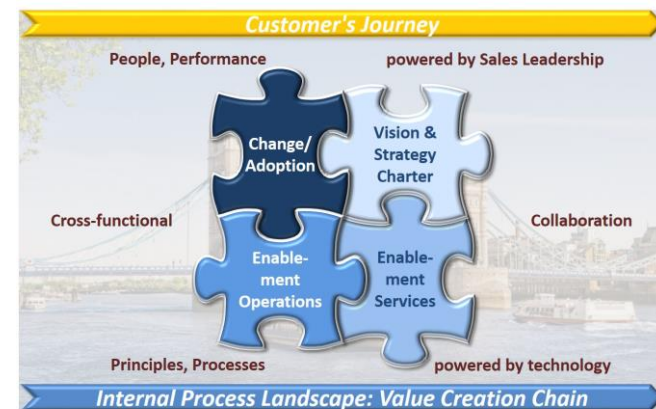 Customer's Journey
People, Performance
powered by Sales Leadership
Change/
Adoption
Vision &
Strategy
Charter
Cross-functional
Collaboration
Enable-
ment
Operations
Enable-
ment
Services
Principles, Processes
powered by technology
Internal Process Landscape: Value Creation Chain